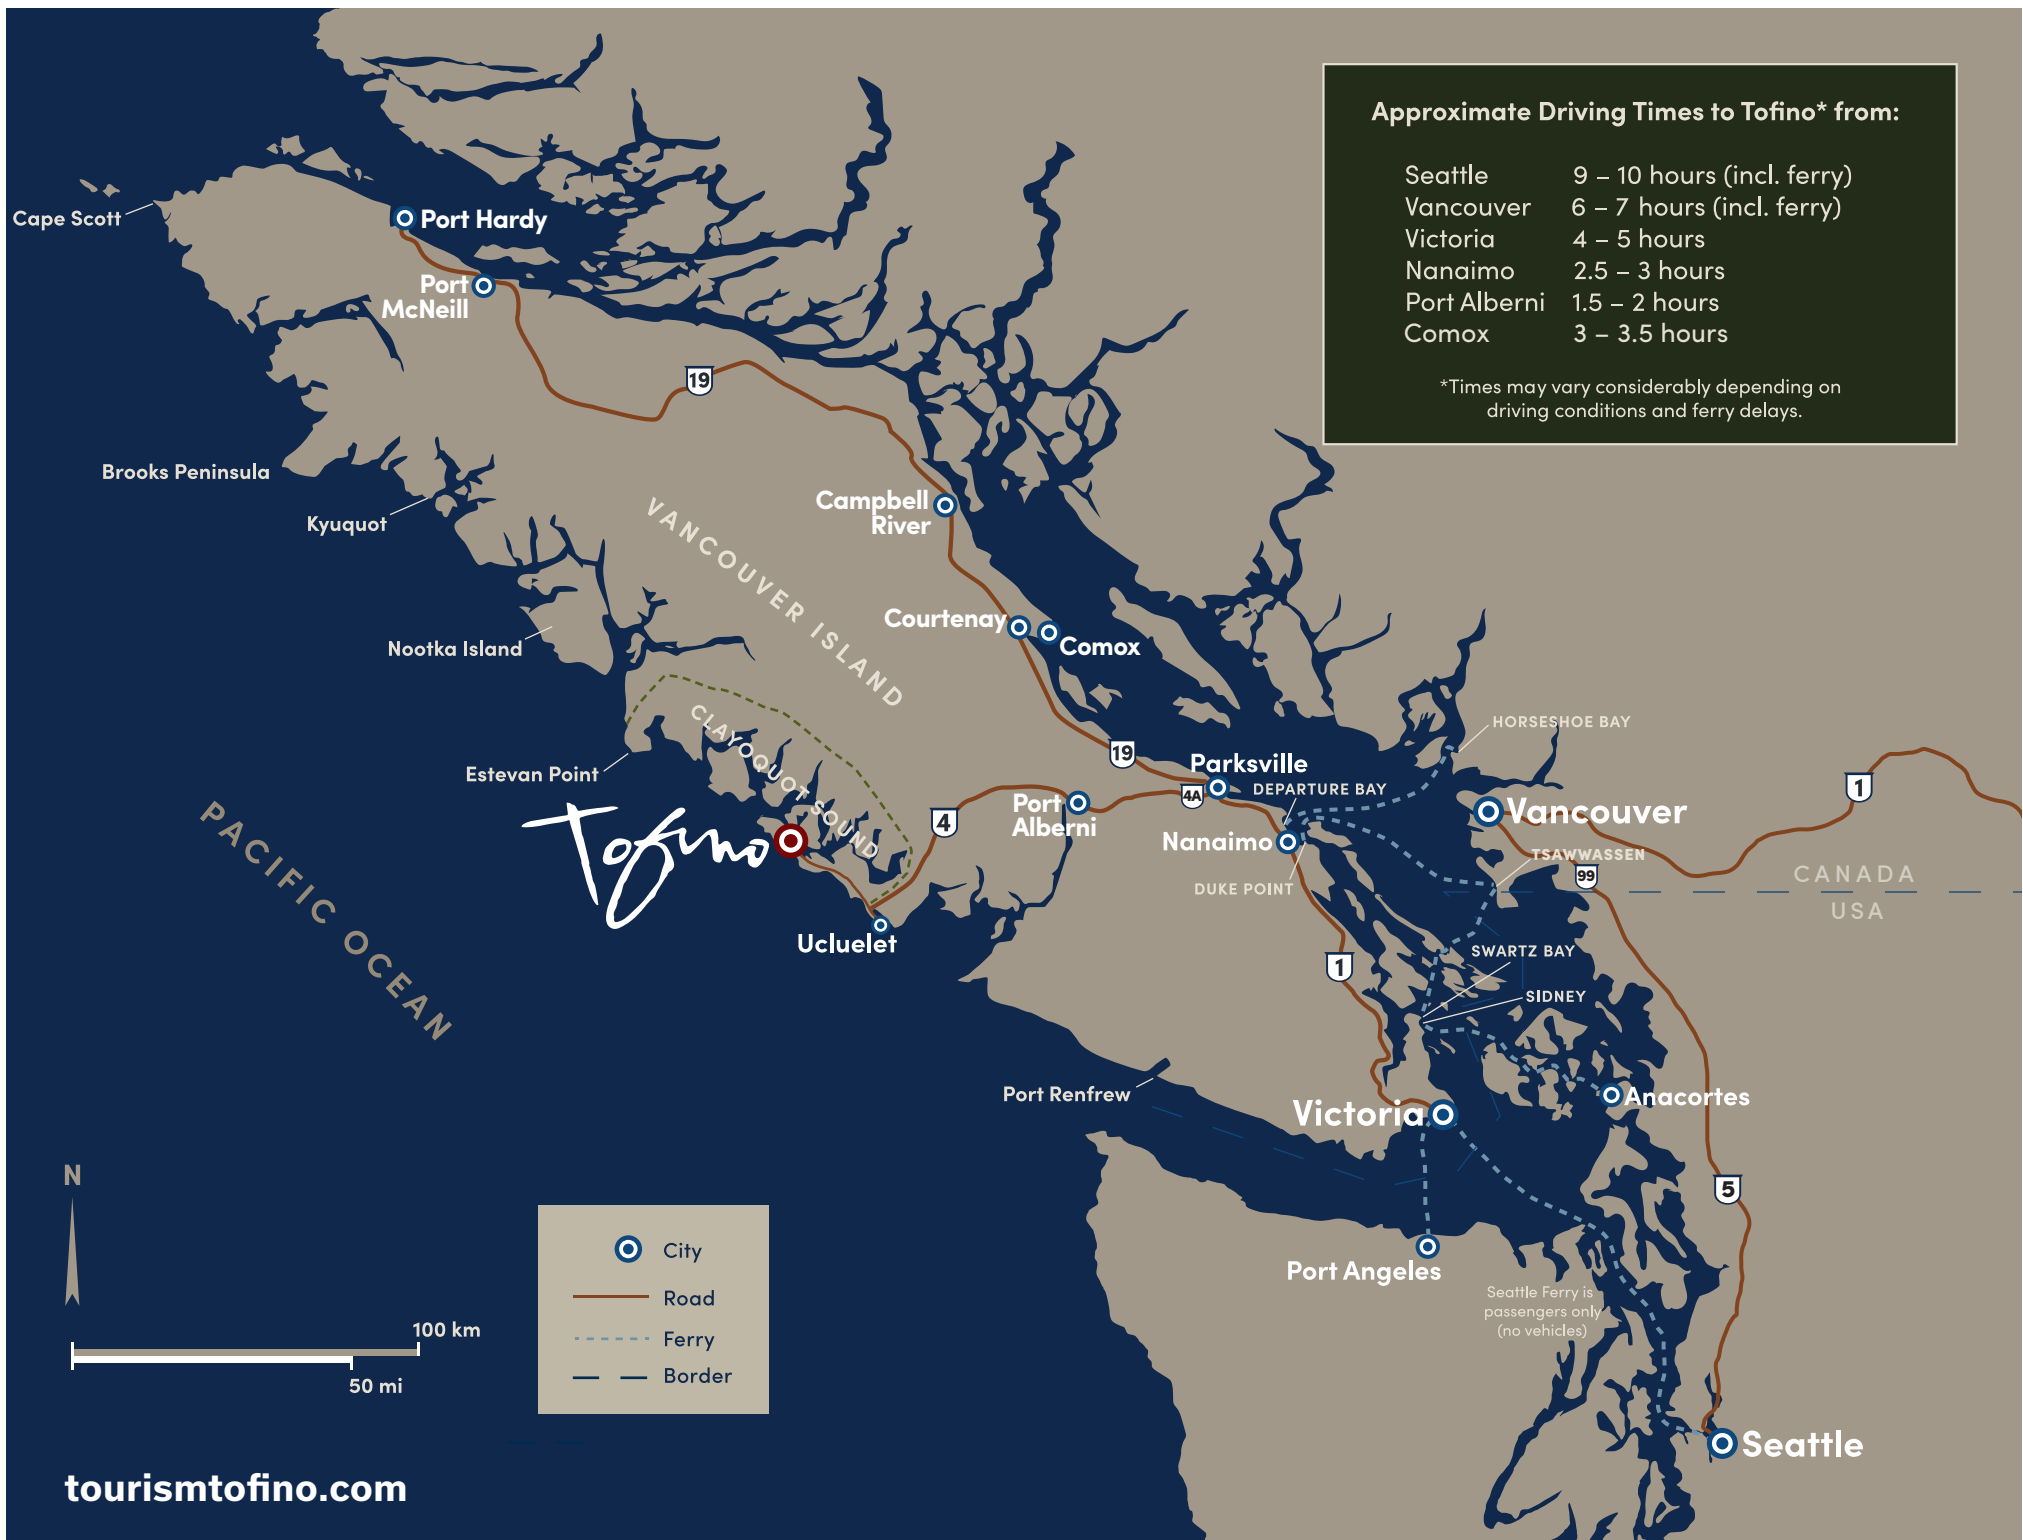 Approximate Driving Times to Tofino* from:
Seattle 9 – 10 hours (incl. ferry)
Vancouver 6 – 7 hours (incl. ferry)
Victoria 4 – 5 hours
Nanaimo 2.5 – 3 hours
Port Alberni 1.5 – 2 hours
Comox 3 – 3.5 hours
*Times may vary considerably depending on
driving conditions and ferry delays.
Cape Scott
Port Hardy
Port
McNeill
19
Brooks Peninsula
Kyuquot
Campbell
River
VANCOUVER ISLAND
Nootka Island
Courtenay
Comox
CLAYOQUOT SOUND
HORSESHOE BAY
Estevan Point
19
Parksville
4A
DEPARTURE BAY
1
Port
Alberni
4
Vancouver
Tofino
Nanaimo
TSAWWASSEN
99
DUKE POINT
CANADA
USA
PACIFIC OCEAN
Ucluelet
1
SWARTZ BAY
SIDNEY
Port Renfrew
Anacortes
Victoria
5
N
Port Angeles
Seattle Ferry is
passengers only
(no vehicles)
City
Road
Ferry
Border
100 km
50 mi
Seattle
tourismtofino.com